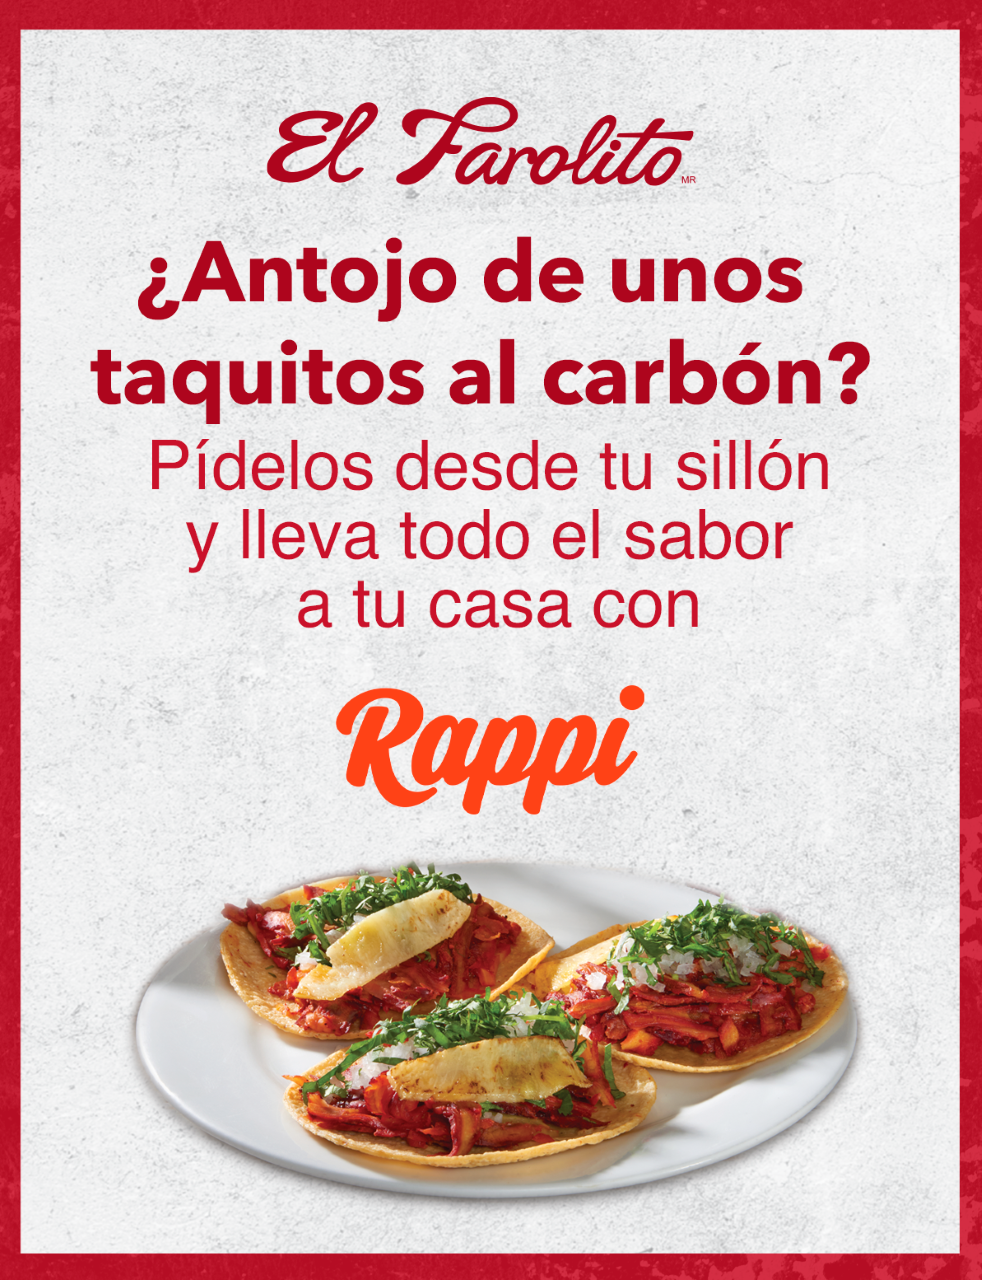 El Farolito
MR
¿Antojo de unos
taquitos al carbón?
Pídelos desde tu sillón
y lleva todo el sabor
a tu casa con
Rappi